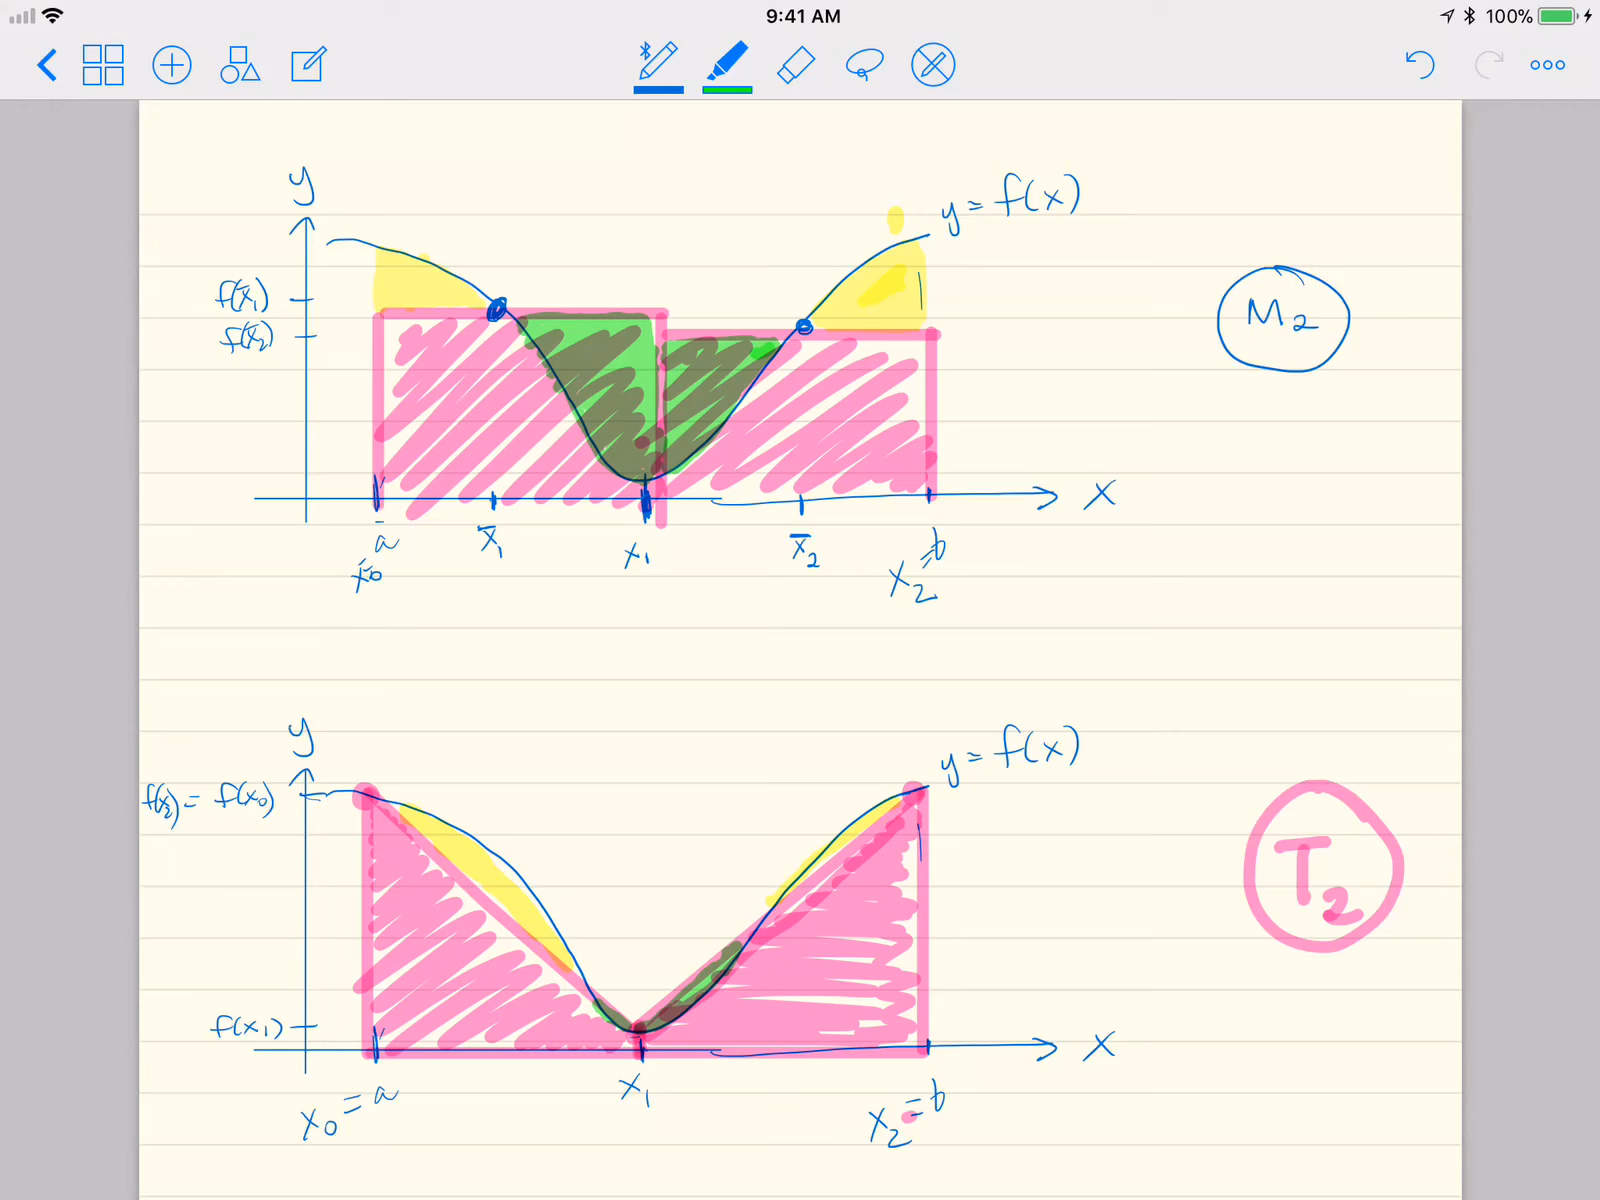 9:41 AM
100%
y
y = f(x)
f(x̄₁)
f(x̄₂)
M₂
x
a
x̄₁
x₁
x̄₂
x₂ = b
x₀
y
y = f(x)
f(x₂) = f(x₀)
T₂
f(x₁)
x
x₀ = a
x₁
x₂ = b